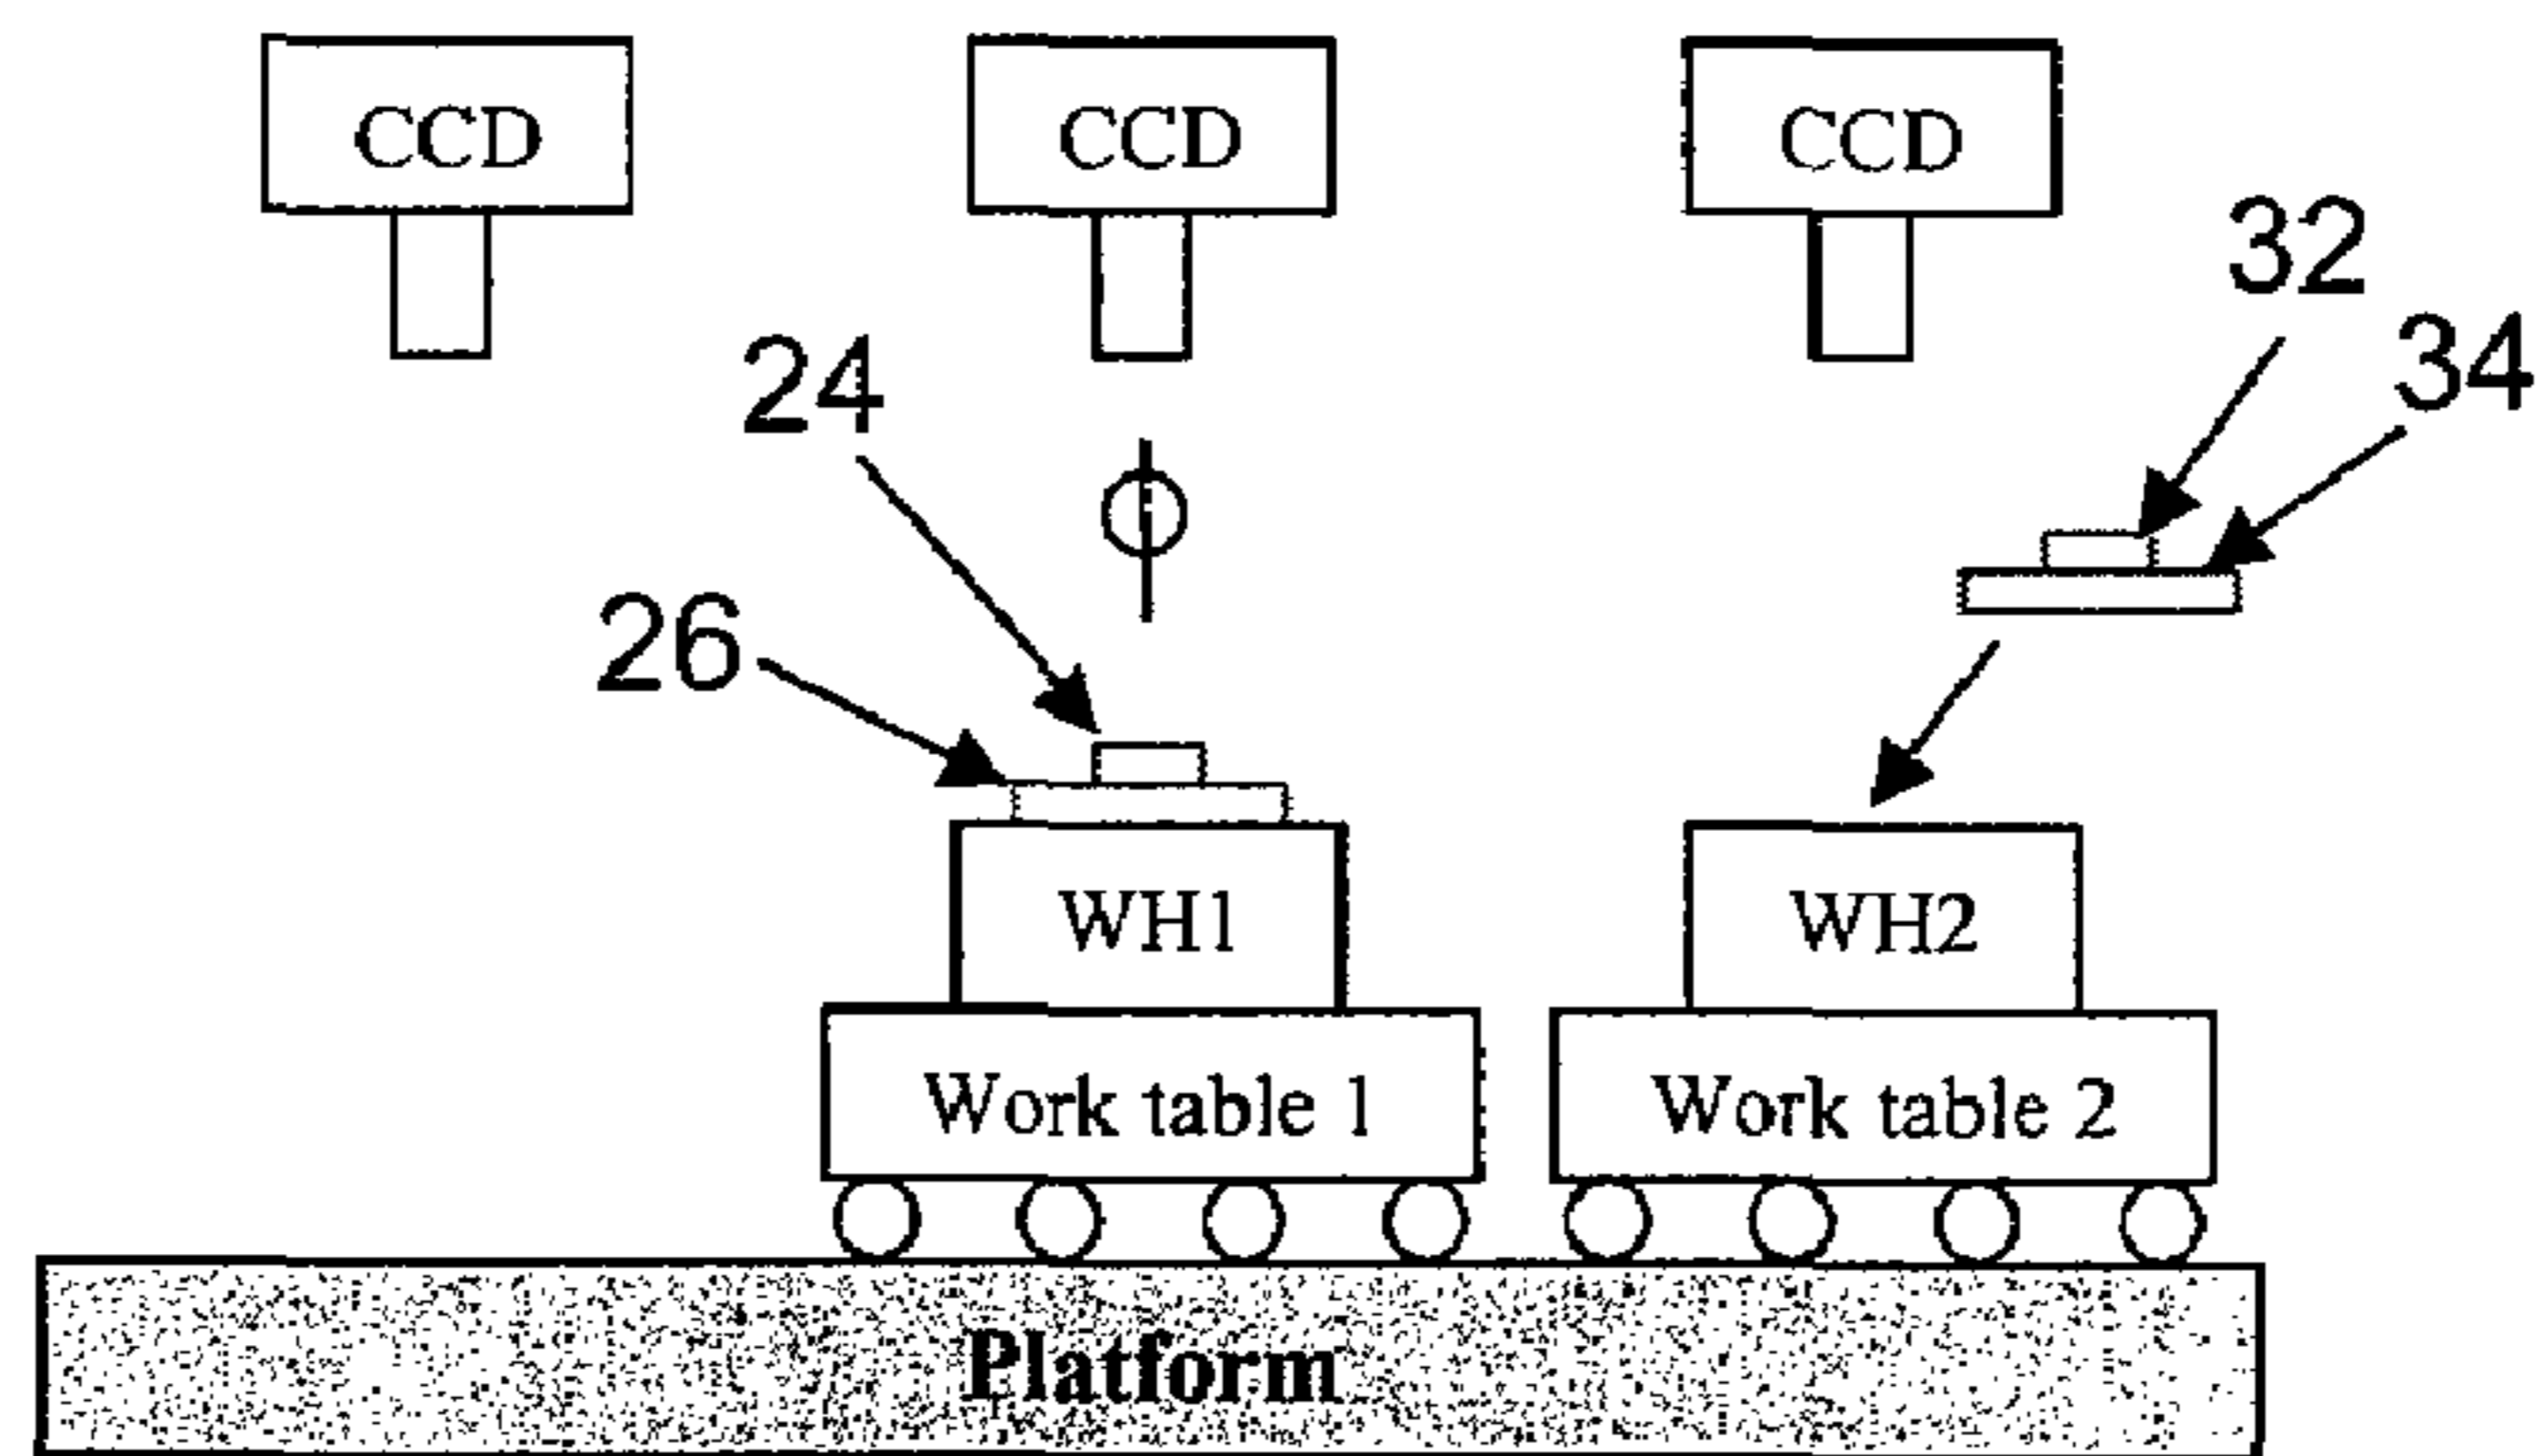 CCD CCD CCD
32
34
24
26
WH1 WH2
Work table 1 Work table 2
Platform